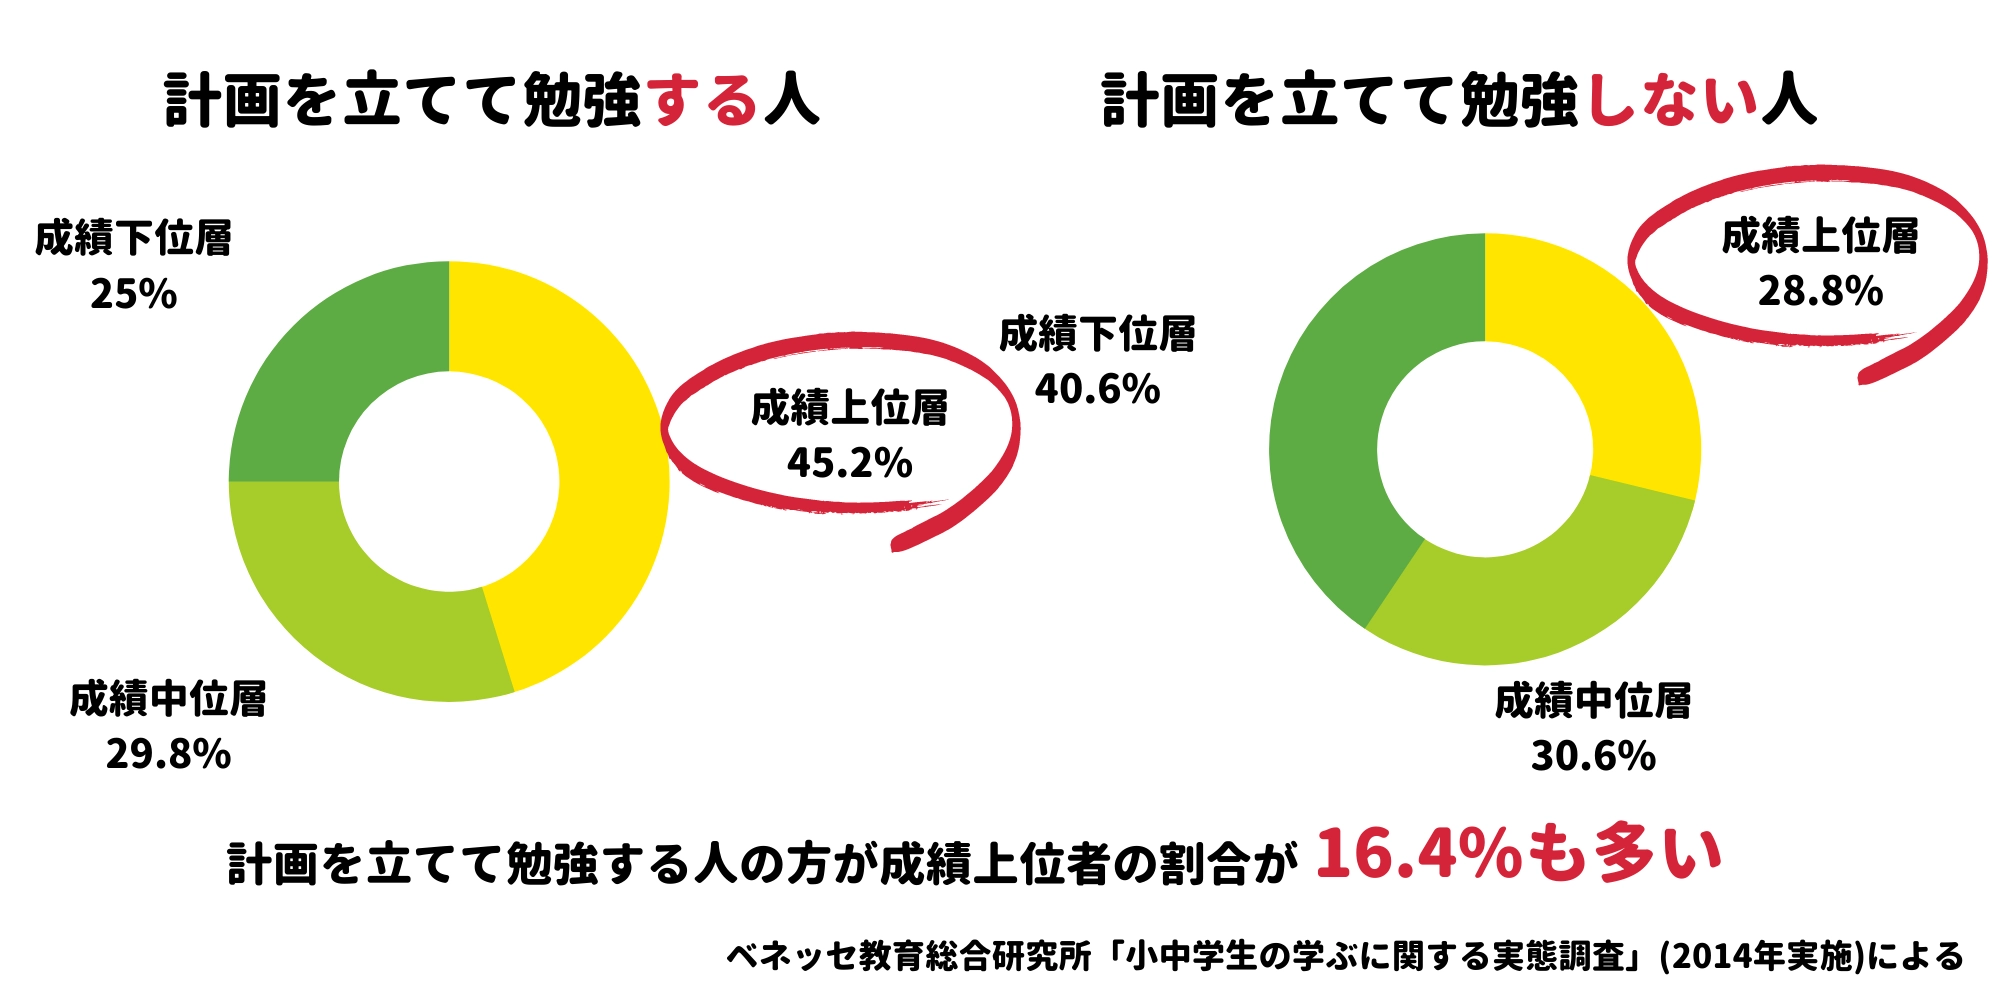 計画を立てて勉強する人
成績下位層
25%
成績上位層
45.2%
成績中位層
29.8%
計画を立てて勉強しない人
成績上位層
28.8%
成績下位層
40.6%
成績中位層
30.6%
計画を立てて勉強する人の方が成績上位者の割合が 16.4%も多い
ベネッセ教育総合研究所「小中学生の学ぶに関する実態調査」(2014年実施)による